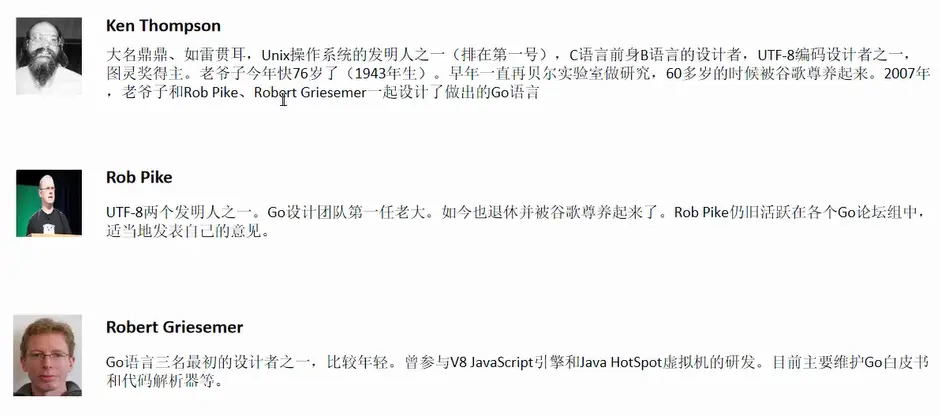 Ken Thompson
大名鼎鼎、如雷贯耳，Unix操作系统的发明人之一（排在第一号），C语言前身B语言的设计者，UTF-8编码设计者之一，
图灵奖得主。老爷子今年快76岁了（1943年生）。早年一直再贝尔实验室做研究，60多岁的时候被谷歌尊养起来。2007年
，老爷子和Rob Pike、Robert Griesemer一起设计了做出的Go语言
Rob Pike
UTF-8两个发明人之一。Go设计团队第一任老大。如今也退休并被谷歌尊养起来了。Rob Pike仍旧活跃在各个Go论坛组中，
适当地发表自己的意见。
Robert Griesemer
Go语言三名最初的设计者之一，比较年轻。曾参与V8 JavaScript引擎和Java HotSpot虚拟机的研发。目前主要维护Go白皮书
和代码解析器等。